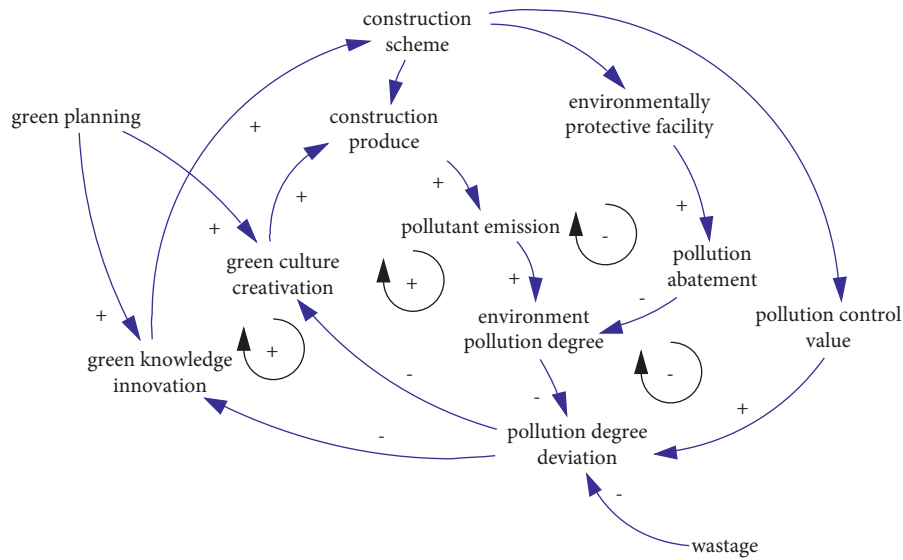 construction
scheme
green planning
construction
produce
environmentally
protective facility
+
+
+
+
+
pollutant emission
-
pollution
abatement
green culture
creativation
+
+
-
environment
pollution degree
pollution control
value
+
green knowledge
innovation
+
-
-
-
+
-
pollution degree
deviation
-
wastage